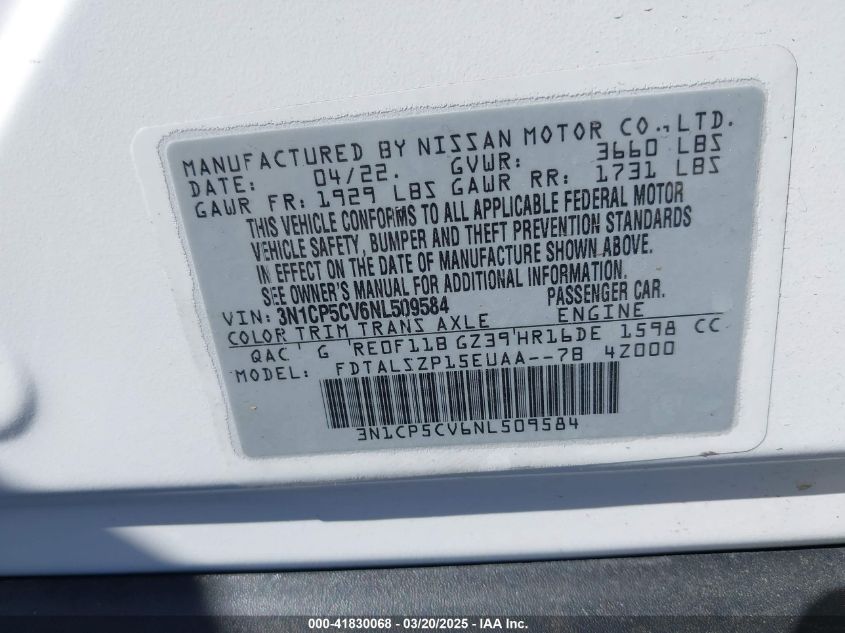 MANUFACTURED BY NISSAN MOTOR CO.,LTD.
DATE: 04/22. GVWR: 3660 LBS
GAWR FR: 1929 LBS GAWR RR: 1731 LBS
THIS VEHICLE CONFORMS TO ALL APPLICABLE FEDERAL MOTOR
VEHICLE SAFETY, BUMPER AND THEFT PREVENTION STANDARDS
IN EFFECT ON THE DATE OF MANUFACTURE SHOWN ABOVE.
SEE OWNER'S MANUAL FOR ADDITIONAL INFORMATION.
VIN: 3N1CP5CV6NL509584 PASSENGER CAR.
COLOR TRIM TRANS AXLE ENGINE
QAC G RE0F11B GZ39 HR16DE 1598 CC
MODEL: FDTALSZP15EUAA--7B 4Z000
3N1CP5CV6NL509584
000-41830068 - 03/20/2025 - IAA Inc.